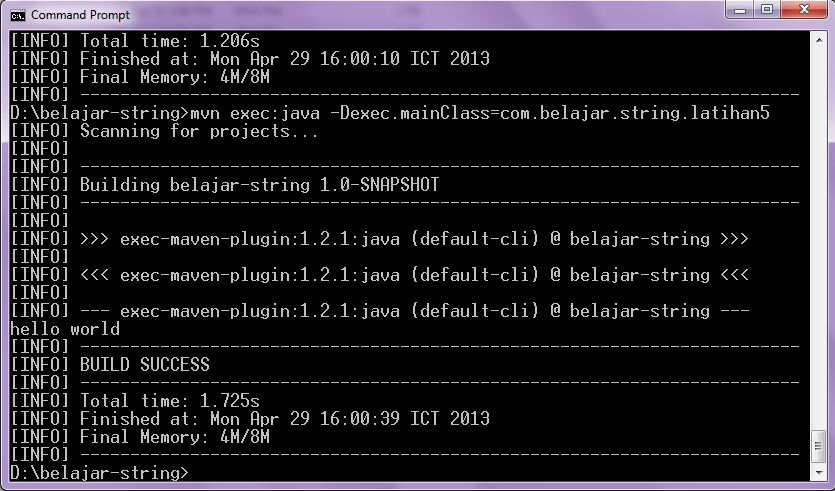 Command Prompt
[INFO] Total time: 1.206s
[INFO] Finished at: Mon Apr 29 16:00:10 ICT 2013
[INFO] Final Memory: 4M/8M
[INFO] ------------------------------------------------------------------------
D:\belajar-string>mvn exec:java -Dexec.mainClass=com.belajar.string.latihan5
[INFO] Scanning for projects...
[INFO]
[INFO] ------------------------------------------------------------------------
[INFO] Building belajar-string 1.0-SNAPSHOT
[INFO] ------------------------------------------------------------------------
[INFO]
[INFO] >>> exec-maven-plugin:1.2.1:java (default-cli) @ belajar-string >>>
[INFO]
[INFO] <<< exec-maven-plugin:1.2.1:java (default-cli) @ belajar-string <<<
[INFO]
[INFO] --- exec-maven-plugin:1.2.1:java (default-cli) @ belajar-string ---
hello world
[INFO] ------------------------------------------------------------------------
[INFO] BUILD SUCCESS
[INFO] ------------------------------------------------------------------------
[INFO] Total time: 1.725s
[INFO] Finished at: Mon Apr 29 16:00:39 ICT 2013
[INFO] Final Memory: 4M/8M
[INFO] ------------------------------------------------------------------------
D:\belajar-string>